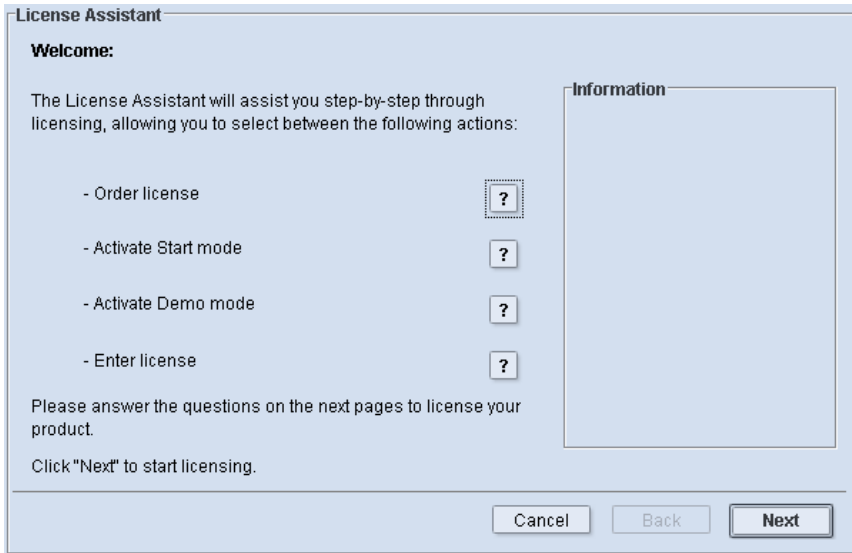 License Assistant
Welcome:
The License Assistant will assist you step-by-step through
licensing, allowing you to select between the following actions:
Information
- Order license ?
- Activate Start mode ?
- Activate Demo mode ?
- Enter license ?
Please answer the questions on the next pages to license your
product.
Click "Next" to start licensing.
Cancel Back Next